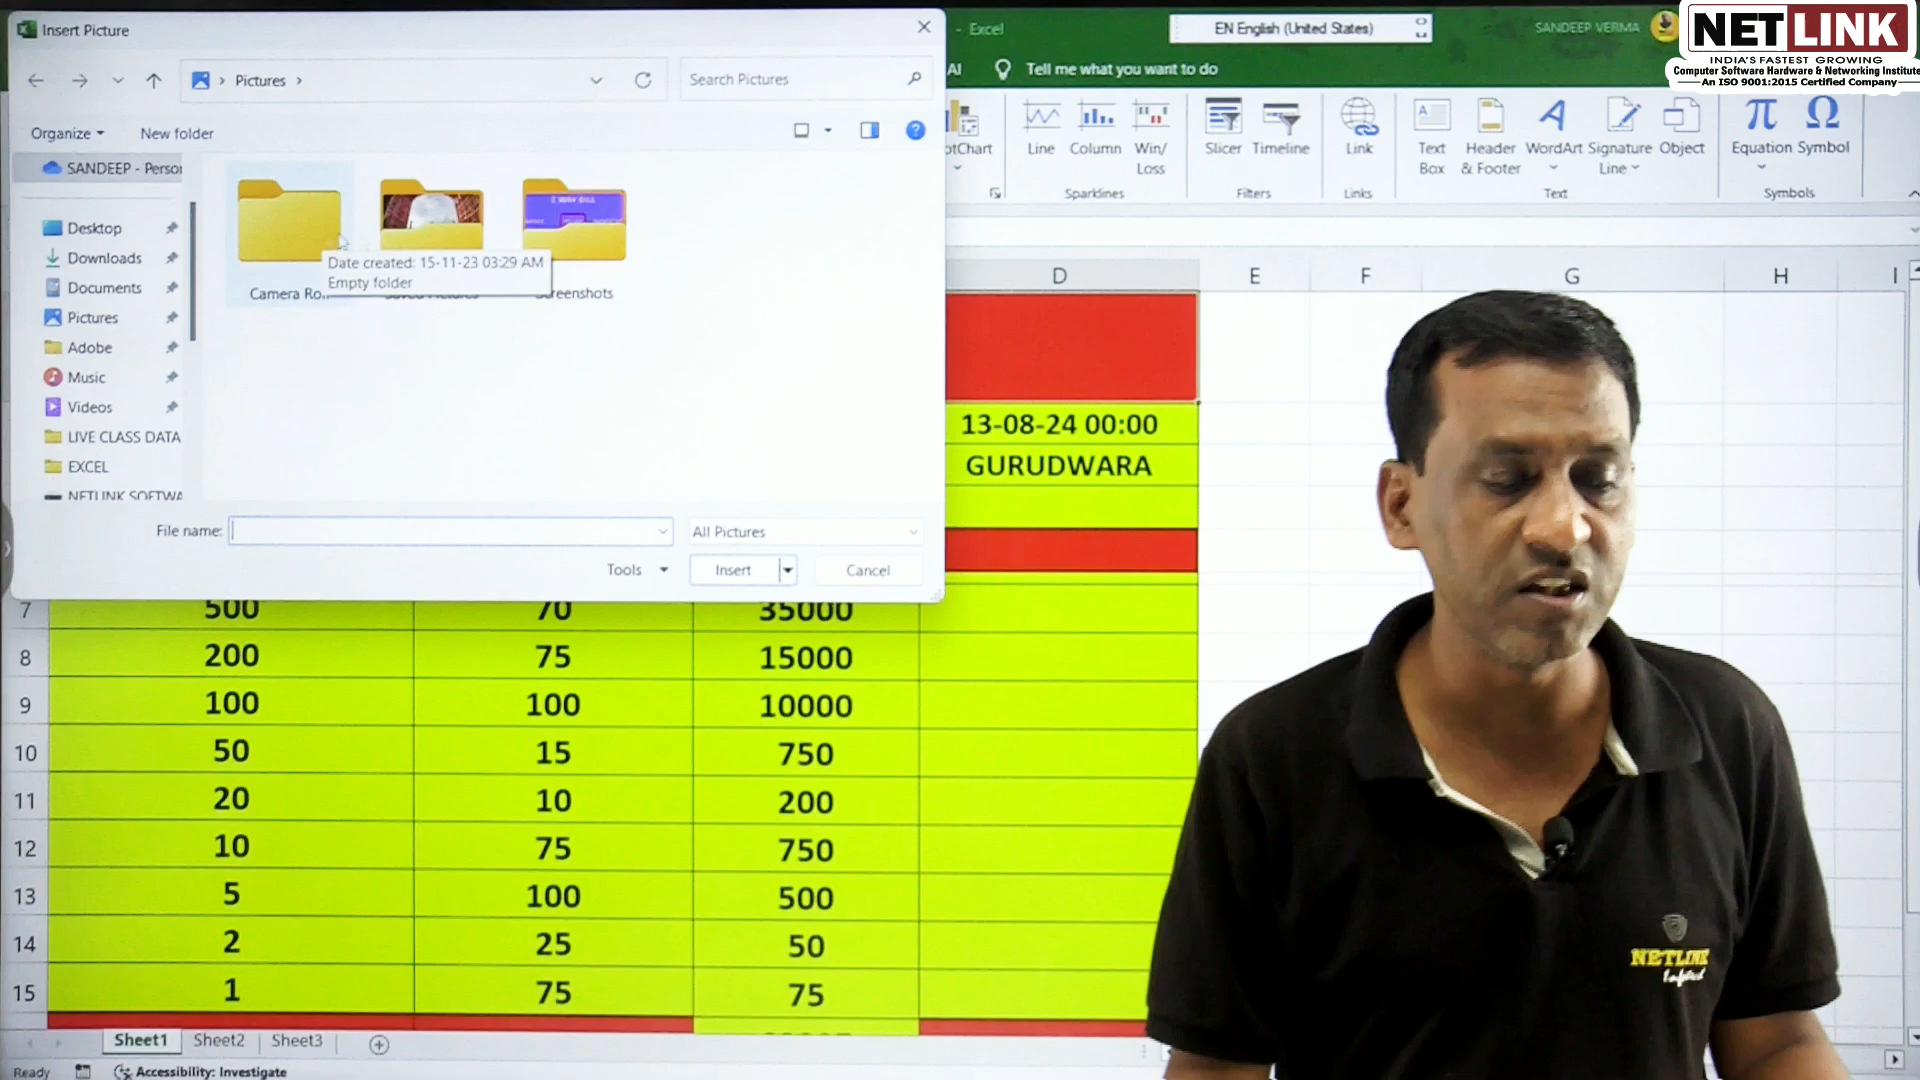 Insert Picture
- Excel
EN English (United States)
SANDEEP VERMA
NETLINK
INDIA'S FASTEST GROWING
Computer Software Hardware & Networking Institute
An ISO 9001:2015 Certified Company
Pictures
Search Pictures
AI
Tell me what you want to do
Organize
New folder
otChart
Line
Column
Win/
Loss
Slicer
Timeline
Link
Text
Box
Header
& Footer
WordArt
Signature
Line
Object
Equation
Symbol
Sparklines
Filters
Links
Text
Symbols
SANDEEP - Persor
Desktop
Downloads
Documents
Pictures
Adobe
Music
Videos
LIVE CLASS DATA
EXCEL
NETLINK SOFTWA
Date created: 15-11-23 03:29 AM
Empty folder
Camera Ro
creenshots
File name:
All Pictures
Tools
Insert
Cancel
D E F G H I
13-08-24 00:00
GURUDWARA
7 500 70 35000
8 200 75 15000
9 100 100 10000
10 50 15 750
11 20 10 200
12 10 75 750
13 5 100 500
14 2 25 50
15 1 75 75
Sheet1 Sheet2 Sheet3
Ready
Accessibility: Investigate
NETLINK
Infotech